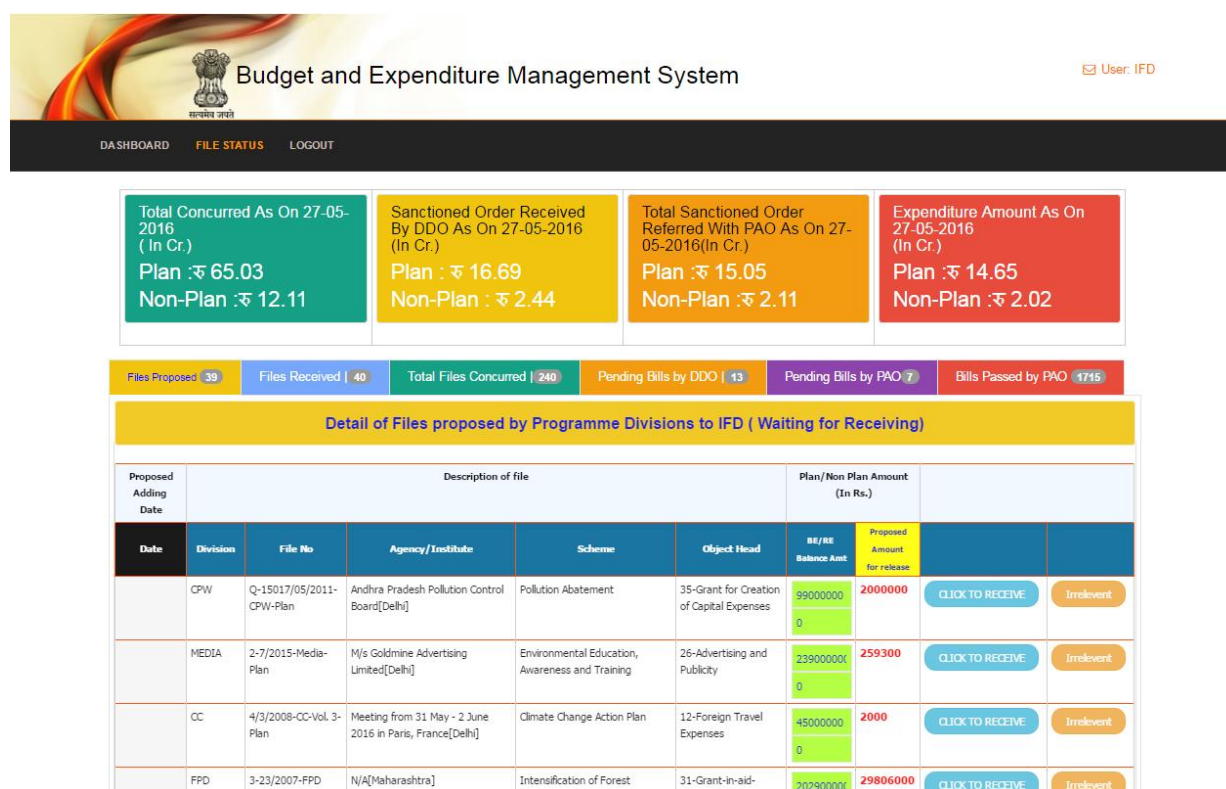 Budget and Expenditure Management System
User: IFD
सत्यमेव जयते
DASHBOARD FILE STATUS LOGOUT
Total Concurred As On 27-05-
2016
( In Cr.)
Plan :रु 65.03
Non-Plan :रु 12.11
Sanctioned Order Received
By DDO As On 27-05-2016
(In Cr.)
Plan : रु 16.69
Non-Plan : रु 2.44
Total Sanctioned Order
Referred With PAO As On 27-
05-2016(In Cr.)
Plan :रु 15.05
Non-Plan :रु 2.11
Expenditure Amount As On
27-05-2016
(In Cr.)
Plan :रु 14.65
Non-Plan :रु 2.02
Files Proposed 39
Files Received | 40
Total Files Concurred | 240
Pending Bills by DDO | 13
Pending Bills by PAO 7
Bills Passed by PAO 1715
Detail of Files proposed by Programme Divisions to IFD ( Waiting for Receiving)
Proposed
Adding
Date
Description of file
Plan/Non Plan Amount
(In Rs.)
Date
Division
File No
Agency/Institute
Scheme
Object Head
BE/RE
Balance Amt
Proposed
Amount
for release
CPW
Q-15017/05/2011-
CPW-Plan
Andhra Pradesh Pollution Control
Board[Delhi]
Pollution Abatement
35-Grant for Creation
of Capital Expenses
99000000
0
2000000
CLICK TO RECEIVE
Irrelevent
MEDIA
2-7/2015-Media-
Plan
M/s Goldmine Advertising
Limited[Delhi]
Environmental Education,
Awareness and Training
26-Advertising and
Publicity
0
259300
CLICK TO RECEIVE
Irrelevent
CC
4/3/2008-CC-Vol. 3-
Plan
Meeting from 31 May - 2 June
2016 in Paris, France[Delhi]
Climate Change Action Plan
12-Foreign Travel
Expenses
45000000
0
2000
CLICK TO RECEIVE
Irrelevent
FPD
3-23/2007-FPD
N/A[Maharashtra]
Intensification of Forest
31-Grant-in-aid-
29806000
CLICK TO RECEIVE
Irrelevent